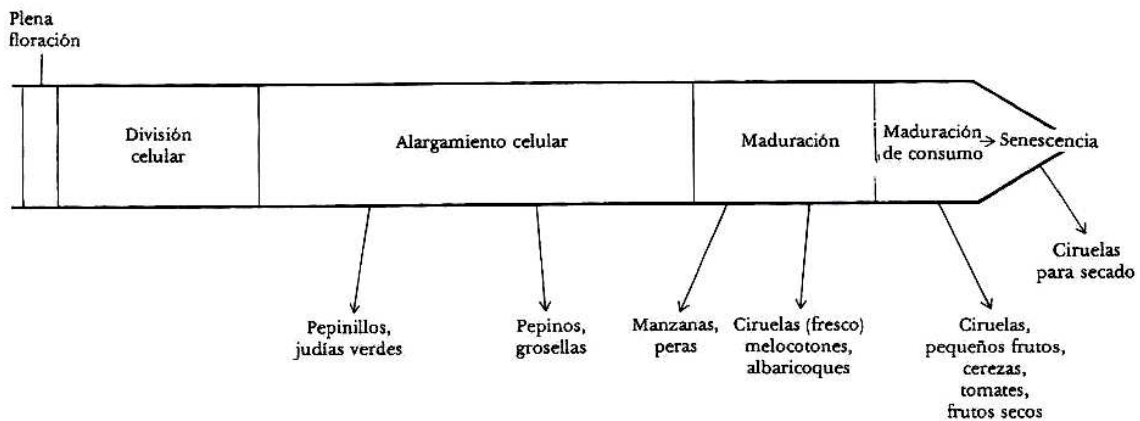 Plena
floración
División
celular
Alargamiento celular
Maduración
Maduración
de consumo
Senescencia
Pepinillos,
judías verdes
Pepinos,
grosellas
Manzanas,
peras
Ciruelas (fresco)
melocotones,
albaricoques
Ciruelas,
pequeños frutos,
cerezas,
tomates,
frutos secos
Ciruelas
para secado